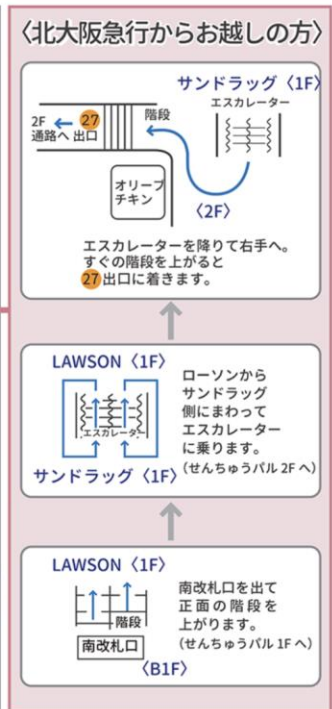 〈北大阪急行からお越しの方〉
サンドラッグ〈1F〉
エスカレーター
階段
2F ← 27
通路へ 出口
オリーブ
チキン
〈2F〉
エスカレーターを降りて右手へ。
すぐの階段を上がると
27出口に着きます。
LAWSON〈1F〉
エスカレーター
サンドラッグ〈1F〉
ローソンから
サンドラッグ
側にまわって
エスカレーター
に乗ります。
(せんちゅうパル 2F へ)
LAWSON〈1F〉
階段
南改札口
〈B1F〉
南改札口を出て
正面の階段を
上がります。
(せんちゅうパル 1F へ)